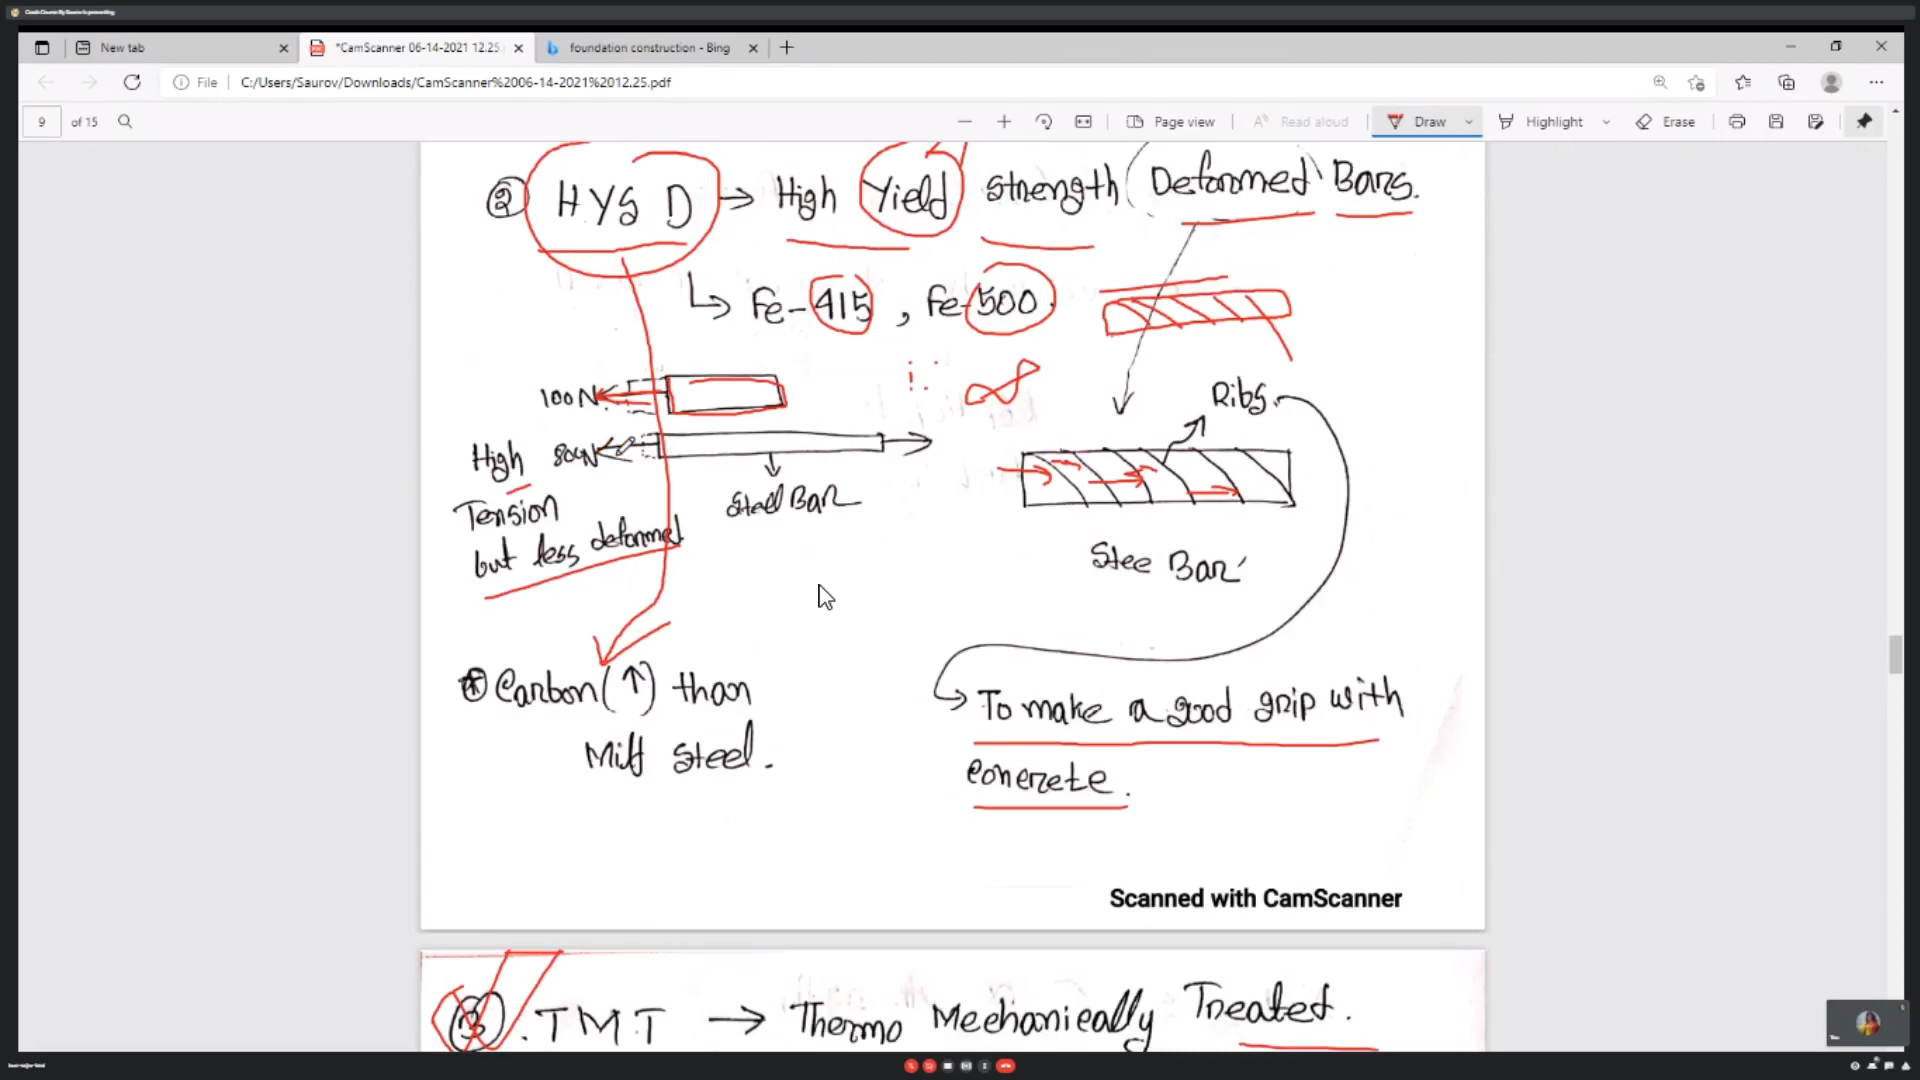 New tab
*CamScanner 06-14-2021 12.25.
foundation construction - Bing
File
C:/Users/Saurov/Downloads/CamScanner%2006-14-2021%2012.25.pdf
9 of 15
Page view
Read aloud
Draw
Highlight
Erase
② HYSD → High Yield strength (Deformed) Bars.
↳ Fe-415, Fe-500.
100N
Ribs
High
Tension
but less deformed
Steel Bar
Stee Bar
Carbon(↑) than
Steel.
To make a good grip with
concrete.
Scanned with CamScanner
③. TMT → Thermo Mechanically Treated.